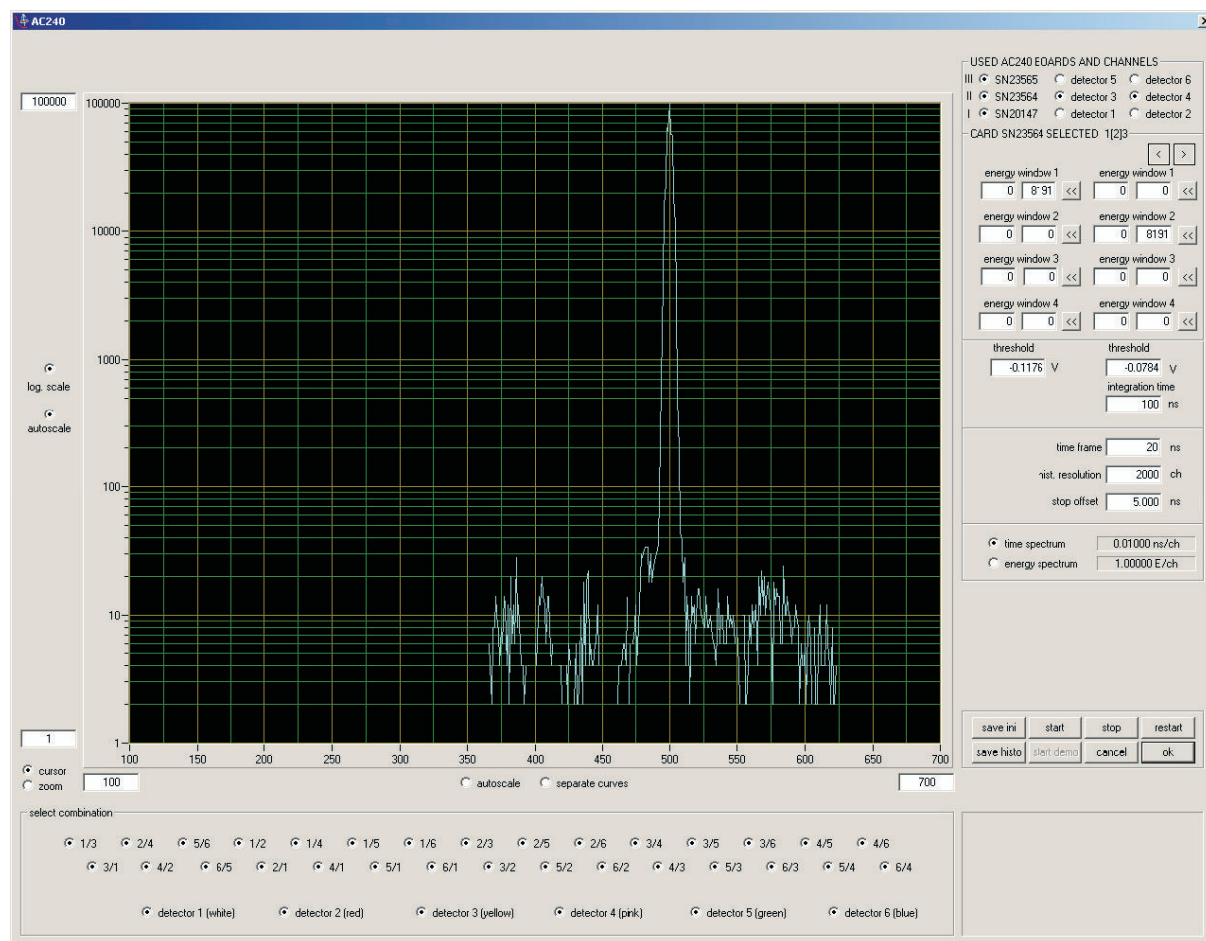 AC240
USED AC240 EOARDS AND CHANNELS
III SN23565 detector 5 detector 6
II SN23564 detector 3 detector 4
I SN20147 detector 1 detector 2
CARD SN23564 SELECTED 1[2]3
< >
energy window 1 energy window 1
0 8191 << 0 0 <<
energy window 2 energy window 2
0 0 << 0 8191 <<
energy window 3 energy window 3
0 0 << 0 0 <<
energy window 4 energy window 4
0 0 << 0 0 <<
threshold threshold
-0.1176 V -0.0784 V
integration time
100 ns
time frame 20 ns
hist. resolution 2000 ch
stop offset 5.000 ns
time spectrum 0.01000 ns/ch
energy spectrum 1.00000 E/ch
save ini start stop restart
save histo start demo cancel ok
100000
log. scale
autoscale
1
cursor
zoom
100000
10000
1000
100
10
1
100 150 200 250 300 350 400 450 500 550 600 650 700
100 autoscale separate curves 700
select combination
1/3 2/4 5/6 1/2 1/4 1/5 1/6 2/3 2/5 2/6 3/4 3/5 3/6 4/5 4/6
3/1 4/2 6/5 2/1 4/1 5/1 6/1 3/2 5/2 6/2 4/3 5/3 6/3 5/4 6/4
detector 1 (white) detector 2 (red) detector 3 (yellow) detector 4 (pink) detector 5 (green) detector 6 (blue)